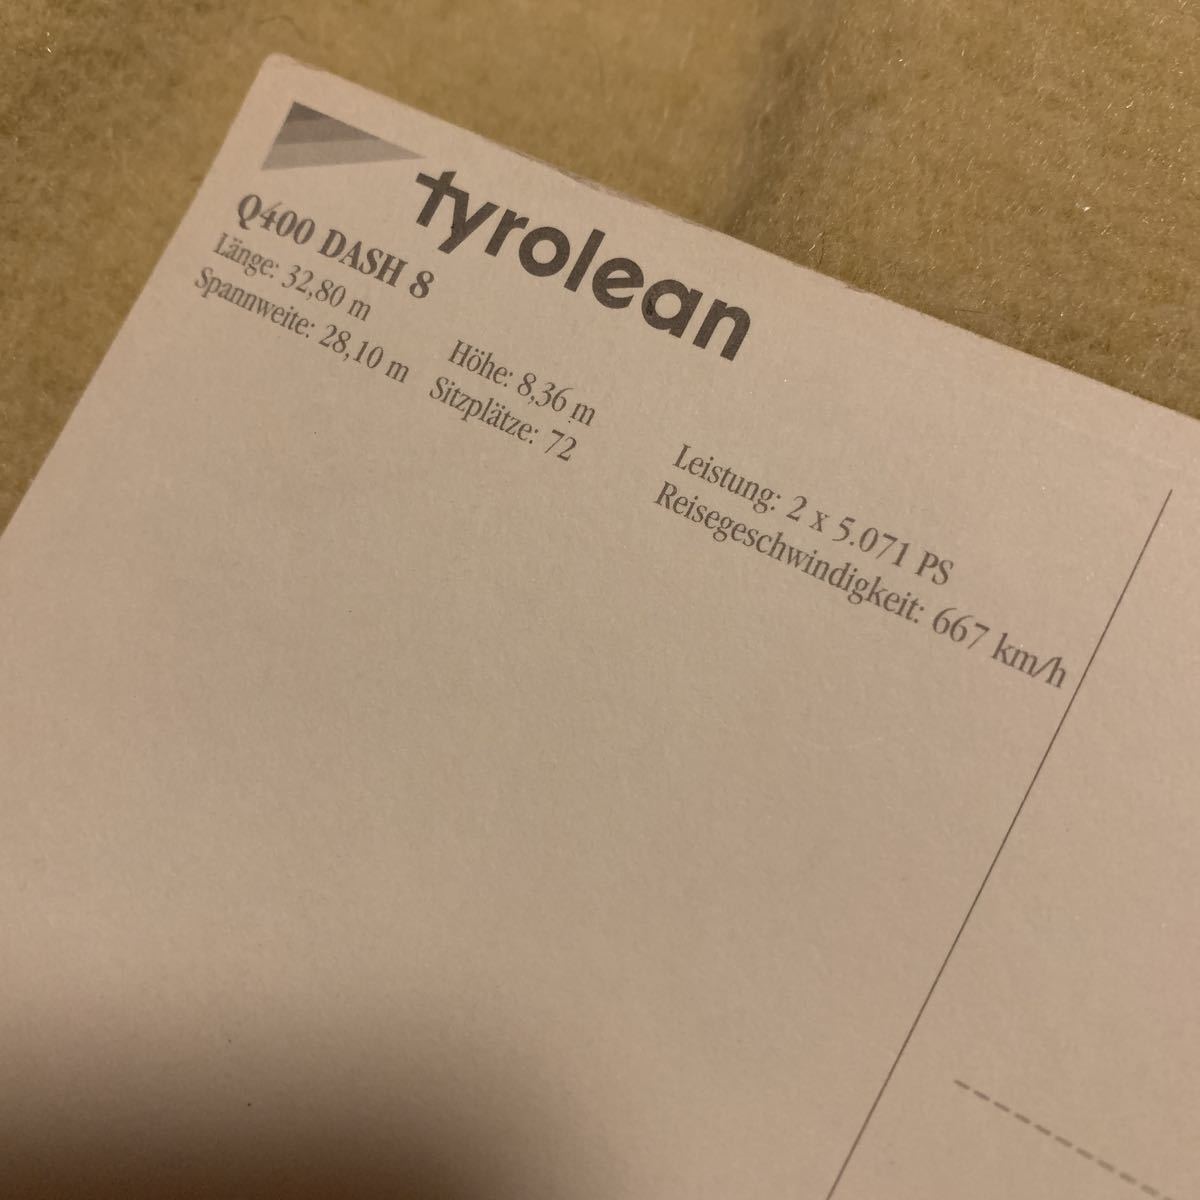 tyrolean
Q400 DASH 8
Länge: 32,80 m
Spannweite: 28,10 m
Höhe: 8,36 m
Sitzplätze: 72
Leistung: 2 x 5.071 PS
Reisegeschwindigkeit: 667 km/h